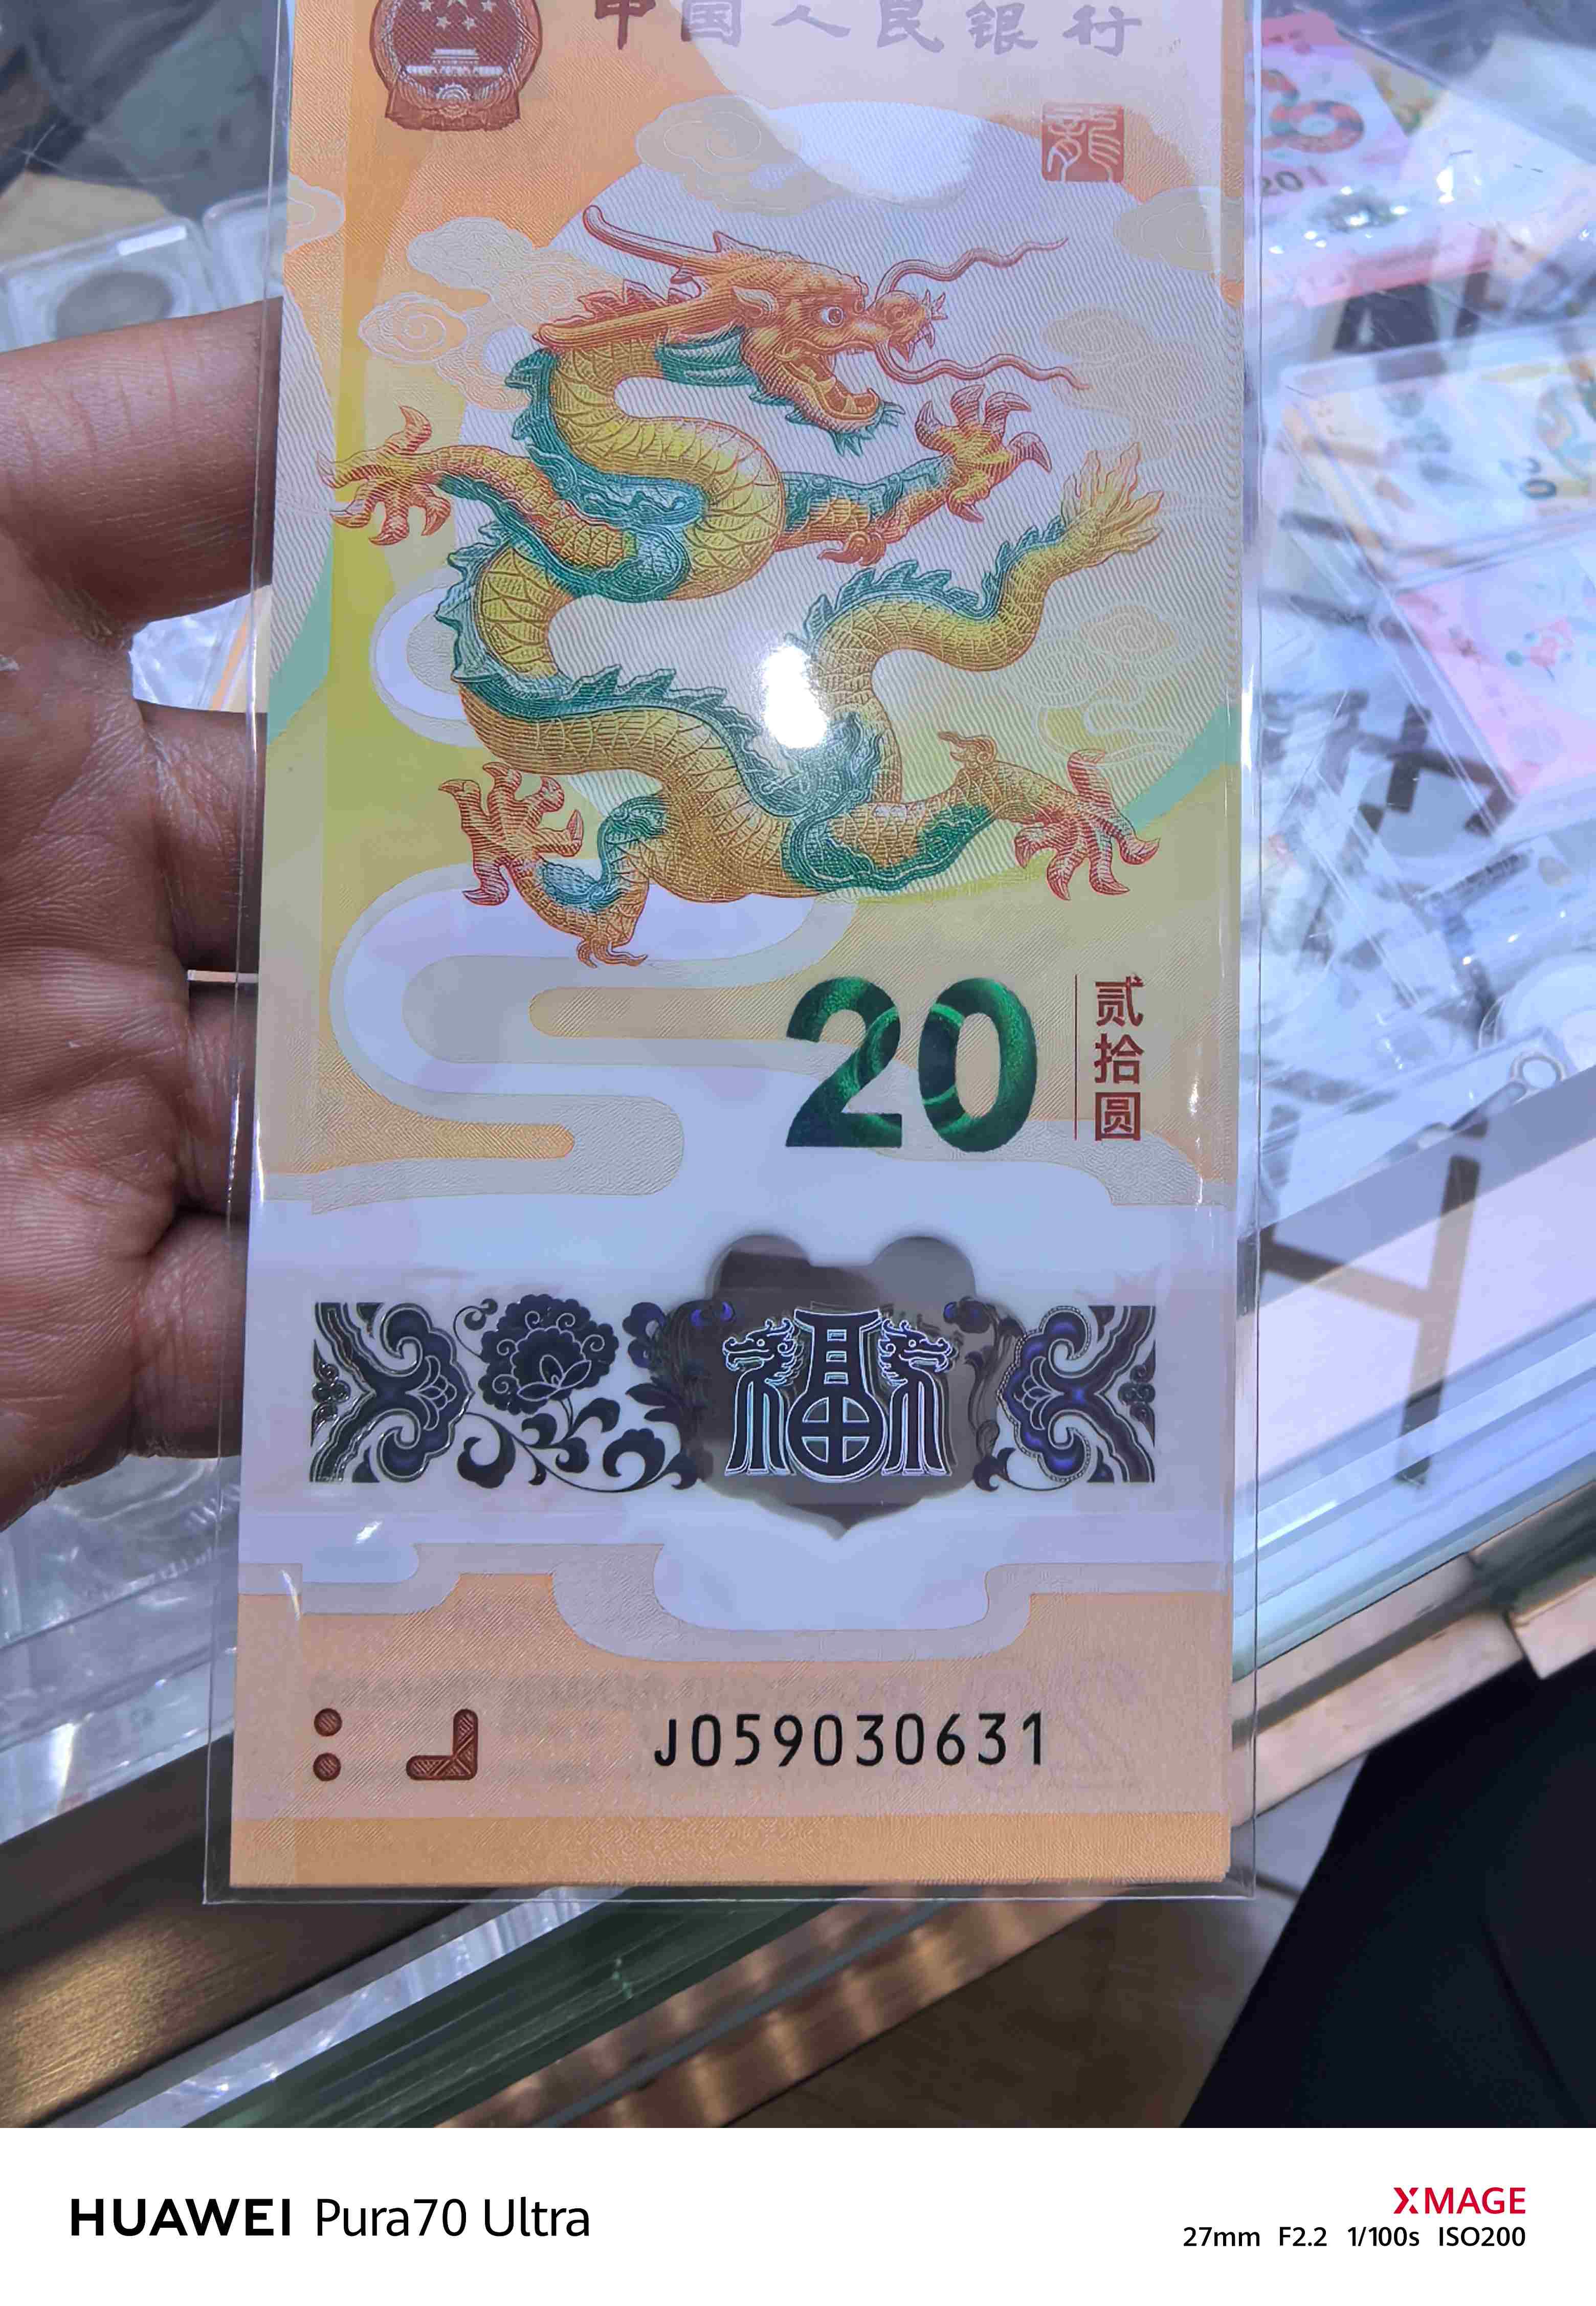 中国人民银行
龍
20
贰
拾
圆
福
J059030631
HUAWEI Pura70 Ultra
XMAGE
27mm F2.2 1/100s ISO200